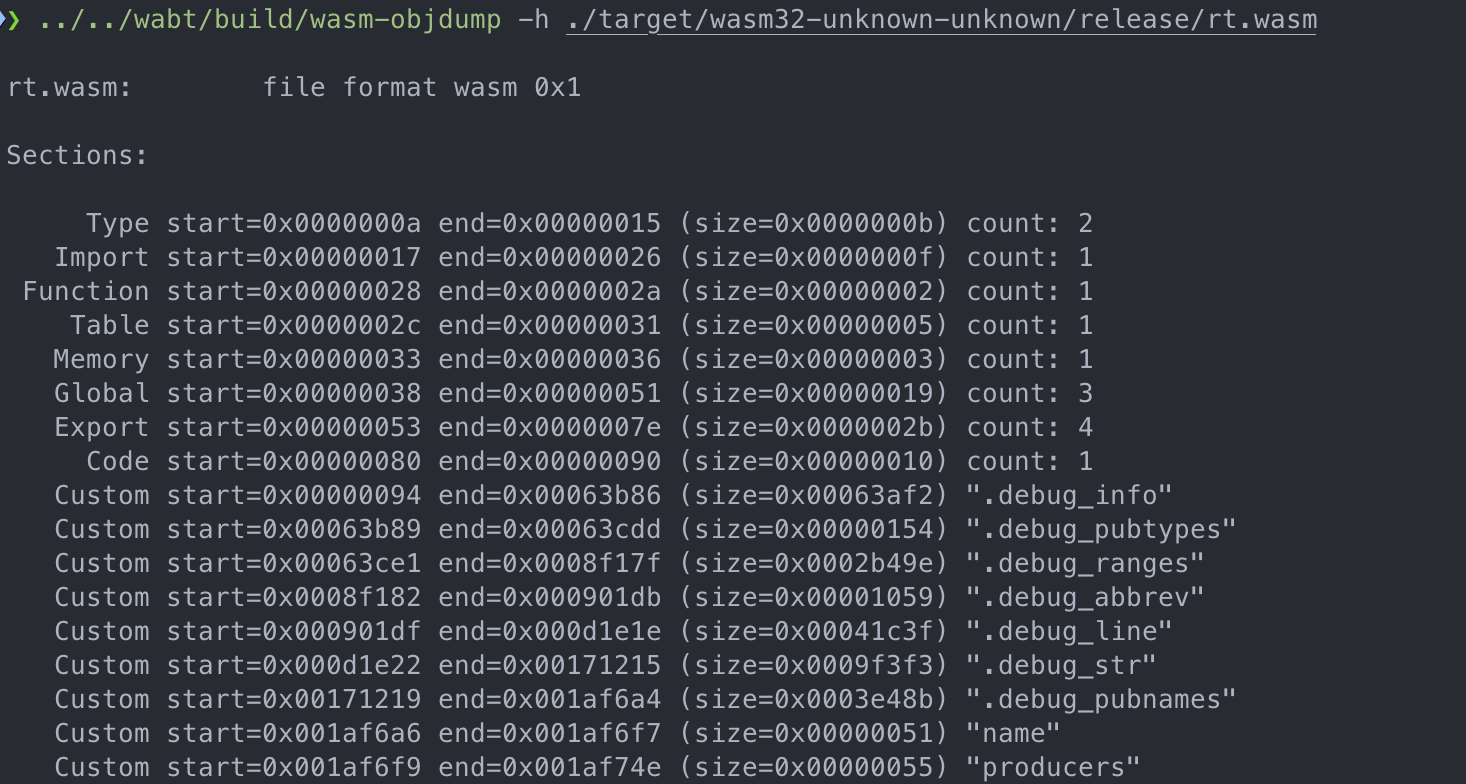 ❯ ../../wabt/build/wasm-objdump -h ./target/wasm32-unknown-unknown/release/rt.wasm
rt.wasm:        file format wasm 0x1
Sections:
     Type start=0x0000000a end=0x00000015 (size=0x0000000b) count: 2
   Import start=0x00000017 end=0x00000026 (size=0x0000000f) count: 1
 Function start=0x00000028 end=0x0000002a (size=0x00000002) count: 1
    Table start=0x0000002c end=0x00000031 (size=0x00000005) count: 1
   Memory start=0x00000033 end=0x00000036 (size=0x00000003) count: 1
   Global start=0x00000038 end=0x00000051 (size=0x00000019) count: 3
   Export start=0x00000053 end=0x0000007e (size=0x0000002b) count: 4
     Code start=0x00000080 end=0x00000090 (size=0x00000010) count: 1
   Custom start=0x00000094 end=0x00063b86 (size=0x00063af2) ".debug_info"
   Custom start=0x00063b89 end=0x00063cdd (size=0x00000154) ".debug_pubtypes"
   Custom start=0x00063ce1 end=0x0008f17f (size=0x0002b49e) ".debug_ranges"
   Custom start=0x0008f182 end=0x000901db (size=0x00001059) ".debug_abbrev"
   Custom start=0x000901df end=0x000d1e1e (size=0x00041c3f) ".debug_line"
   Custom start=0x000d1e22 end=0x00171215 (size=0x0009f3f3) ".debug_str"
   Custom start=0x00171219 end=0x001af6a4 (size=0x0003e48b) ".debug_pubnames"
   Custom start=0x001af6a6 end=0x001af6f7 (size=0x00000051) "name"
   Custom start=0x001af6f9 end=0x001af74e (size=0x00000055) "producers"